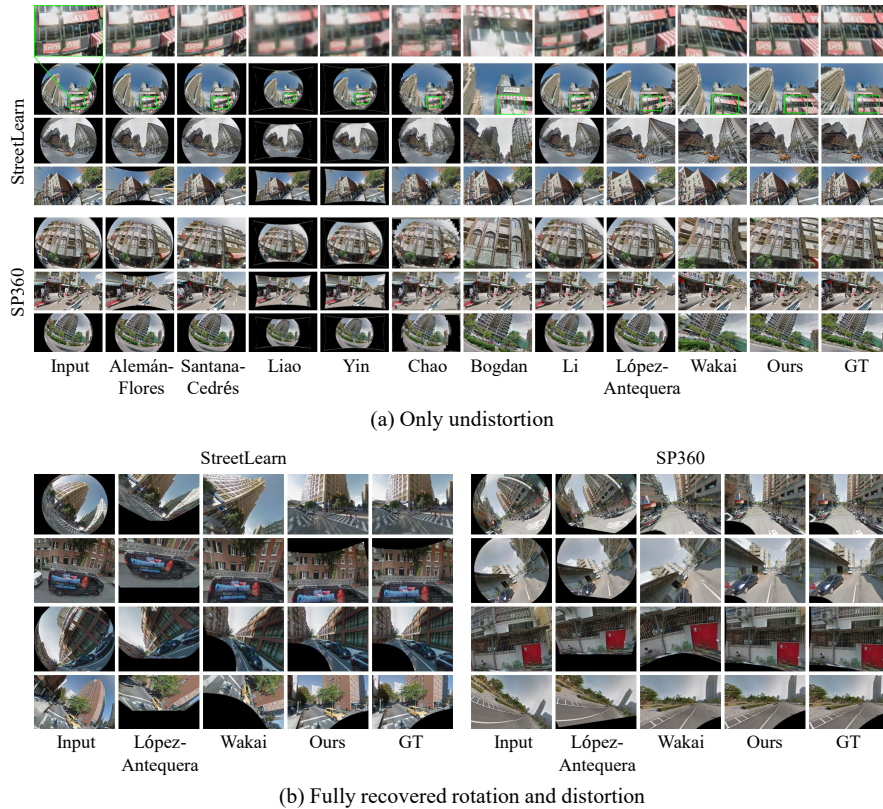 StreetLearn
SP360
Input Alemán- Santana- Liao Yin Chao Bogdan Li López- Wakai Ours GT
Flores Cedrés Antequera
(a) Only undistortion
StreetLearn SP360
Input López- Wakai Ours GT Input López- Wakai Ours GT
Antequera Antequera
(b) Fully recovered rotation and distortion